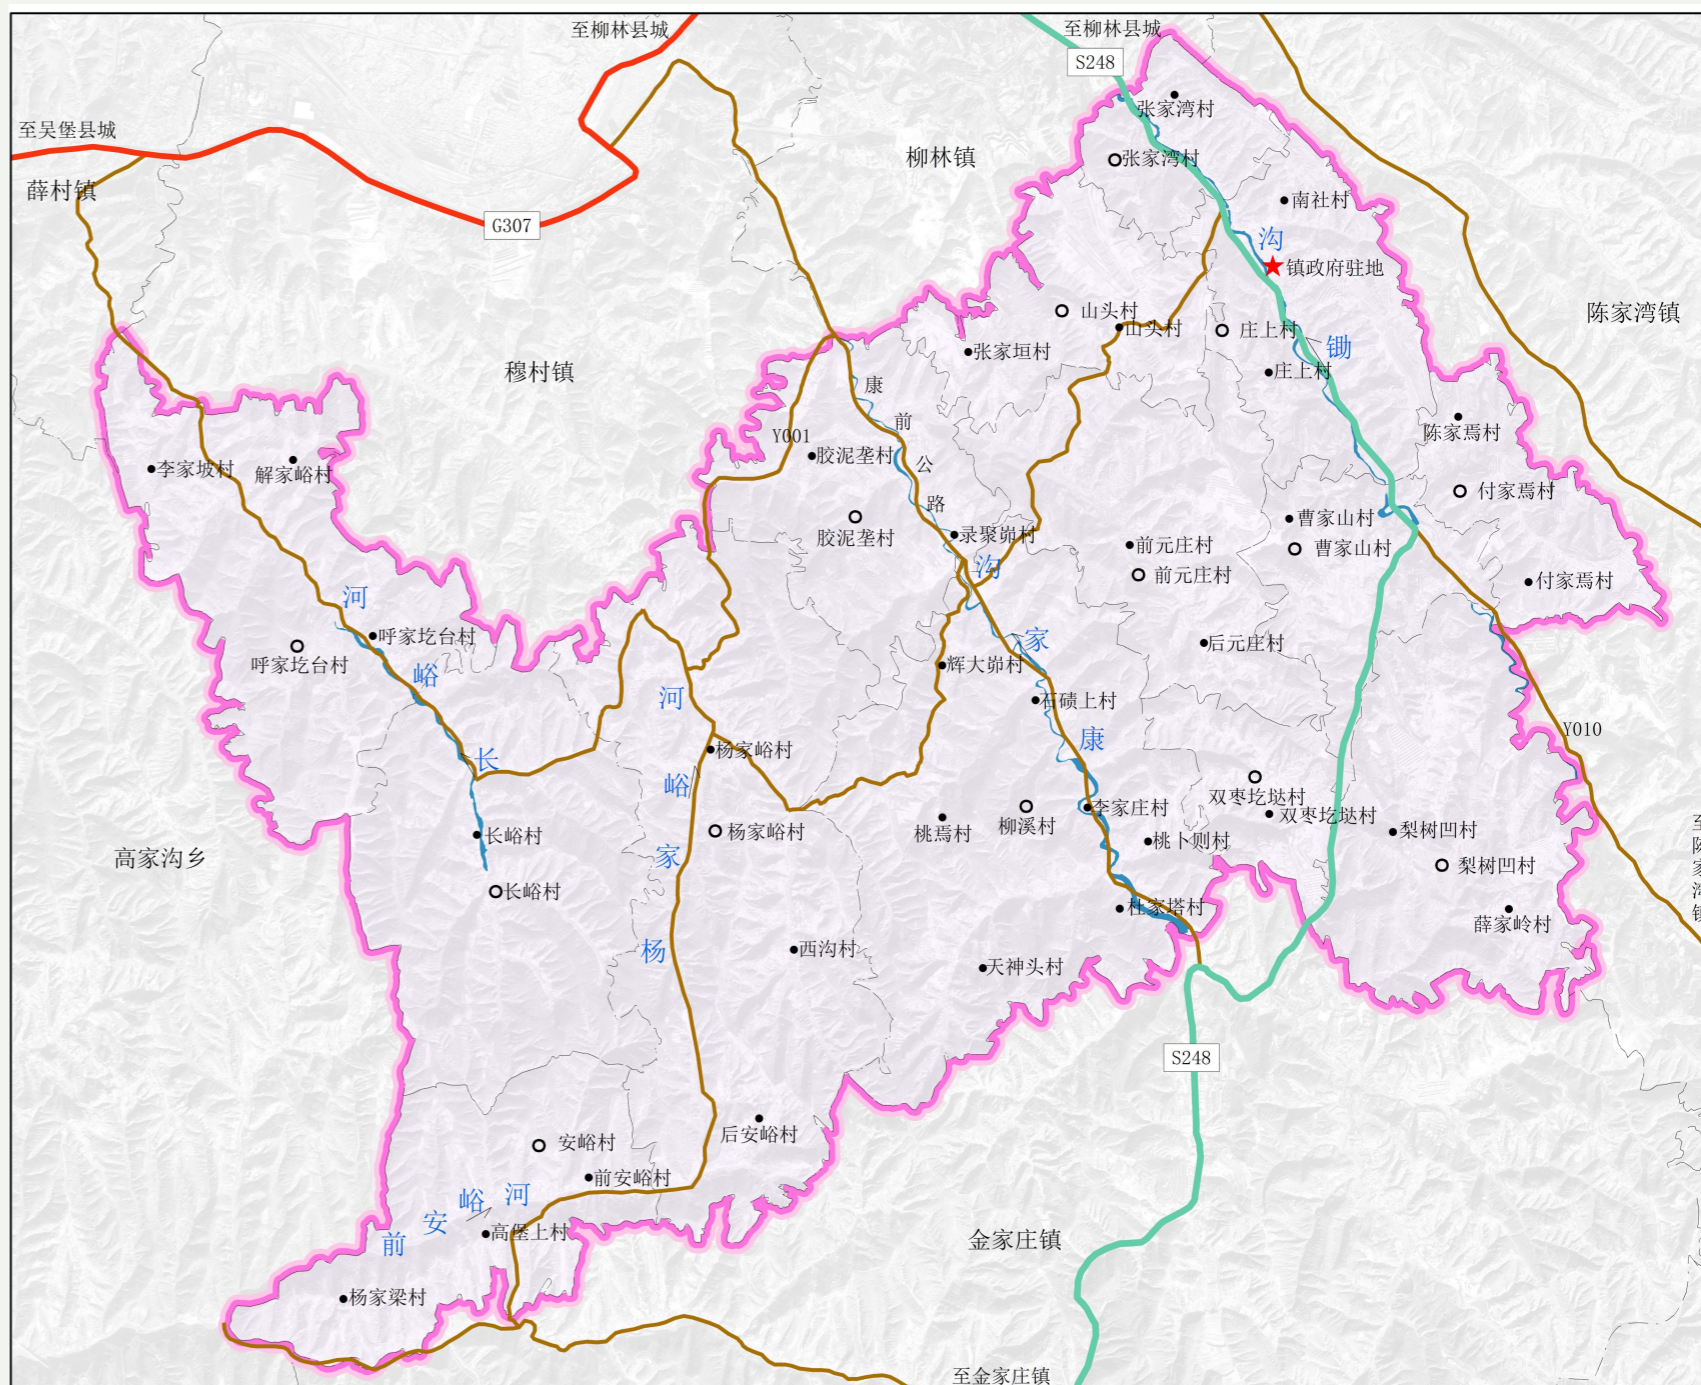 至柳林县城
至柳林县城
S248
张家湾村
至吴堡县城
柳林镇
张家湾村
薛村镇
南社村
G307
沟
镇政府驻地
山头村
山头村
庄上村
陈家湾镇
张家垣村
锄
穆村镇
庄上村
康
前
公
路
陈家焉村
Y001
胶泥垄村
李家坡村
解家峪村
付家焉村
胶泥垄村
曹家山村
录聚峁村
前元庄村
曹家山村
沟
前元庄村
付家焉村
河
呼家圪台村
家
后元庄村
呼家圪台村
辉大峁村
峪
河
石碛上村
Y010
康
杨家峪村
长
峪
双枣圪垯村
李家庄村
双枣圪垯村
长峪村
杨家峪村
桃焉村
柳溪村
桃卜则村
梨树凹村
至陈家湾镇
高家沟乡
家
梨树凹村
长峪村
杜家塔村
薛家岭村
杨
西沟村
天神头村
S248
后安峪村
安峪村
前安峪村
河
峪
安
前
高堡上村
金家庄镇
杨家梁村
至金家庄镇